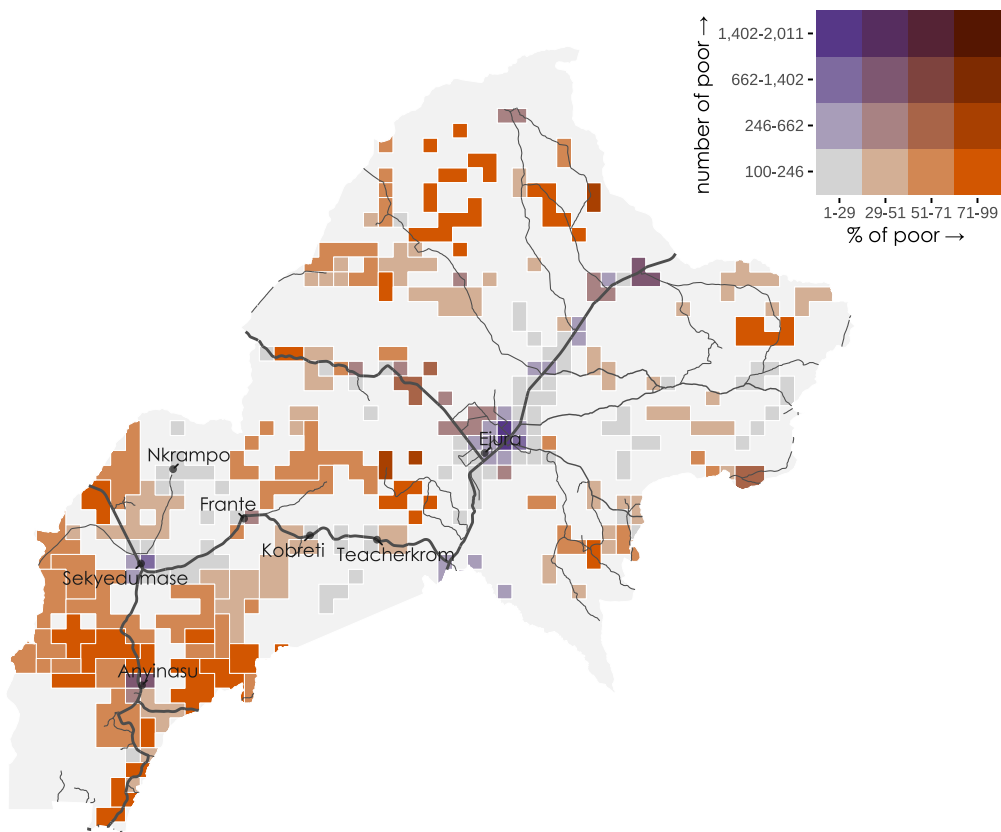 number of poor →
1,402-2,011
662-1,402
246-662
100-246
1-29 29-51 51-71 71-99
% of poor →
Ejura
Nkrampo
Frante
Kobreti
Teacherkrom
Sekyedumase
Anyinasu